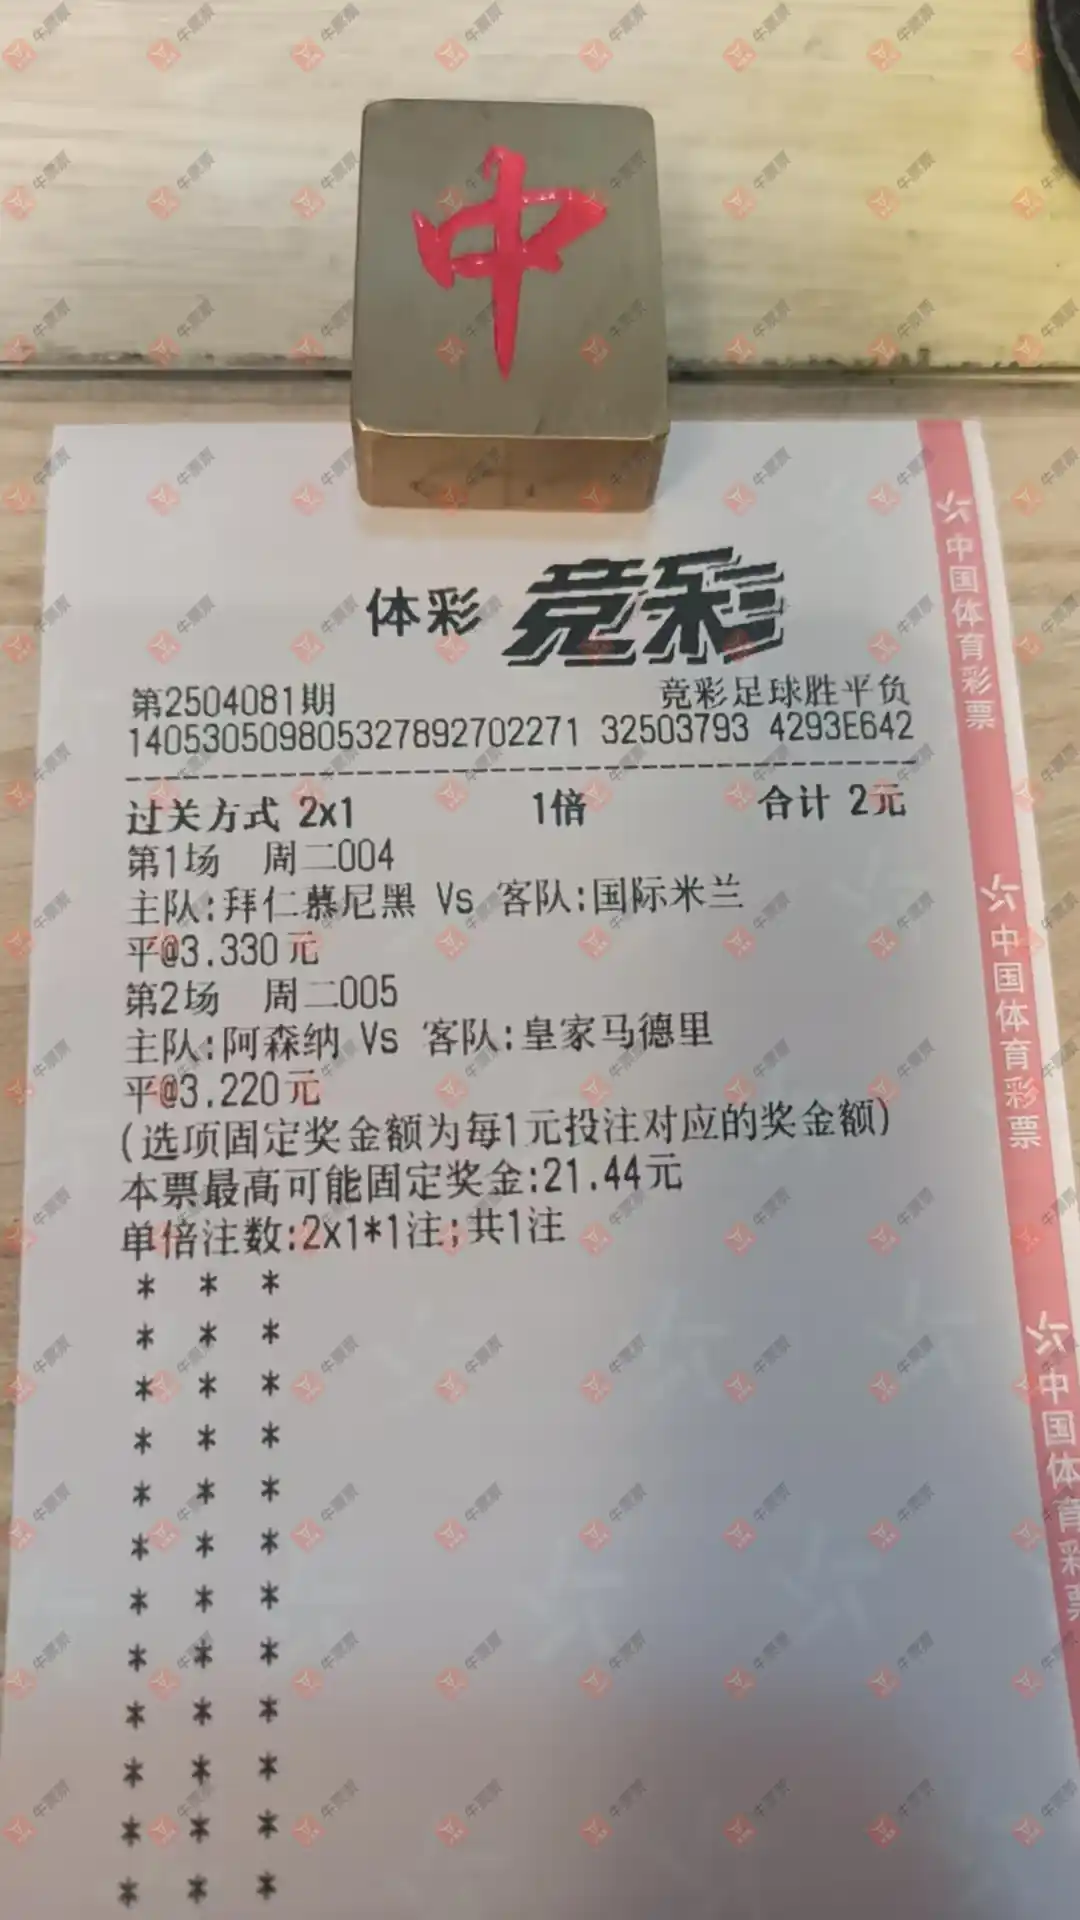 中
体彩 竞彩
第2504081期 竞彩足球胜平负
140530509805327892702271 32503793 4293E642
过关方式 2x1 1倍 合计 2元
第1场 周二004
主队:拜仁慕尼黑 Vs 客队:国际米兰
平@3.330元
第2场 周二005
主队:阿森纳 Vs 客队:皇家马德里
平@3.220元
(选项固定奖金额为每1元投注对应的奖金额)
本票最高可能固定奖金:21.44元
单倍注数:2x1*1注;共1注
* * *
* * *
* * *
* * *
* * *
* * *
* * *
* * *
* * *
* * *
* * *
* * *
中国体育彩票
中国体育彩票
中国体育彩票
牛票票